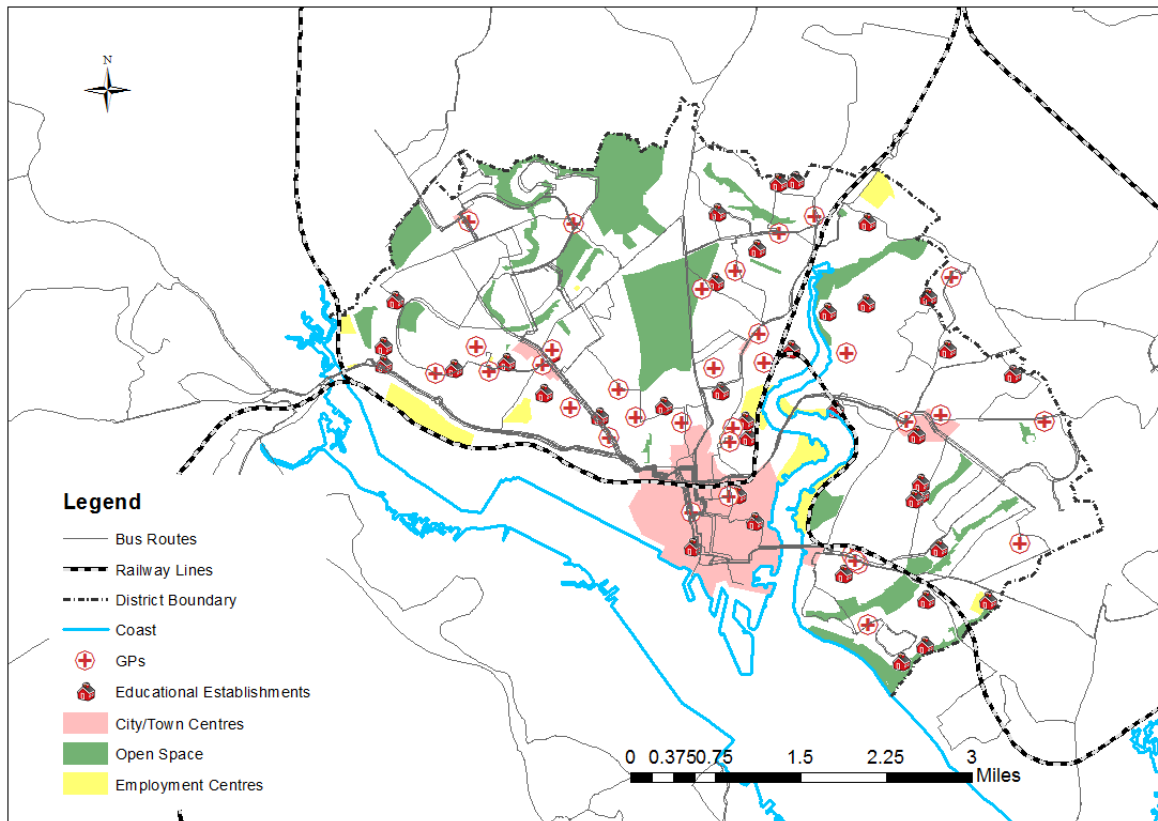 N
Legend
Bus Routes
Railway Lines
District Boundary
Coast
GPs
Educational Establishments
City/Town Centres
Open Space
Employment Centres
0 0.3750.75 1.5 2.25 3
Miles